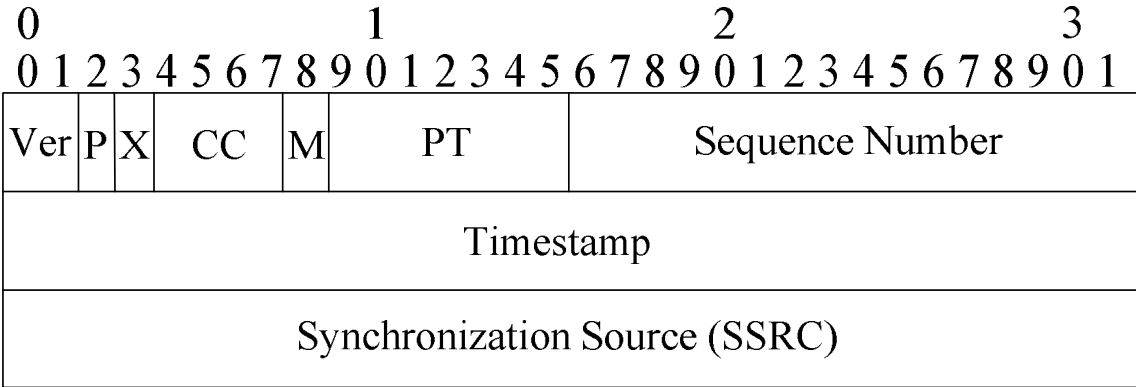 0 1 2 3
0 1 2 3 4 5 6 7 8 9 0 1 2 3 4 5 6 7 8 9 0 1 2 3 4 5 6 7 8 9 0 1
Ver P X CC M PT Sequence Number
Timestamp
Synchronization Source (SSRC)